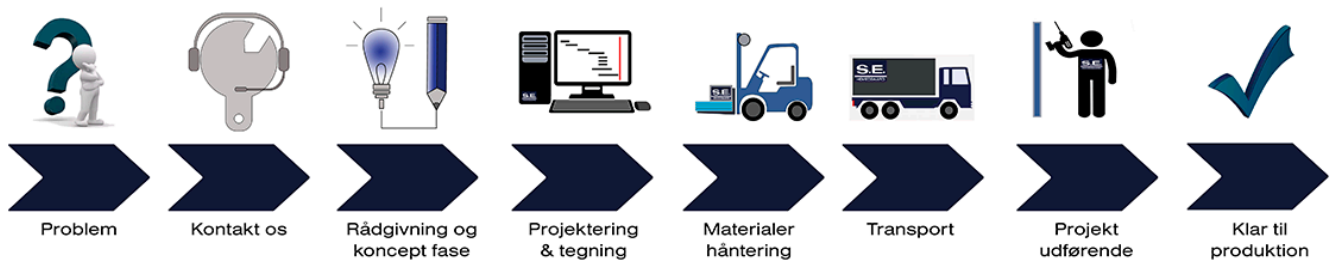 S.E.
S.E.
S.E.
S.E.
Problem
Kontakt os
Rådgivning og
koncept fase
Projektering
& tegning
Materialer
håntering
Transport
Projekt
udførende
Klar til
produktion